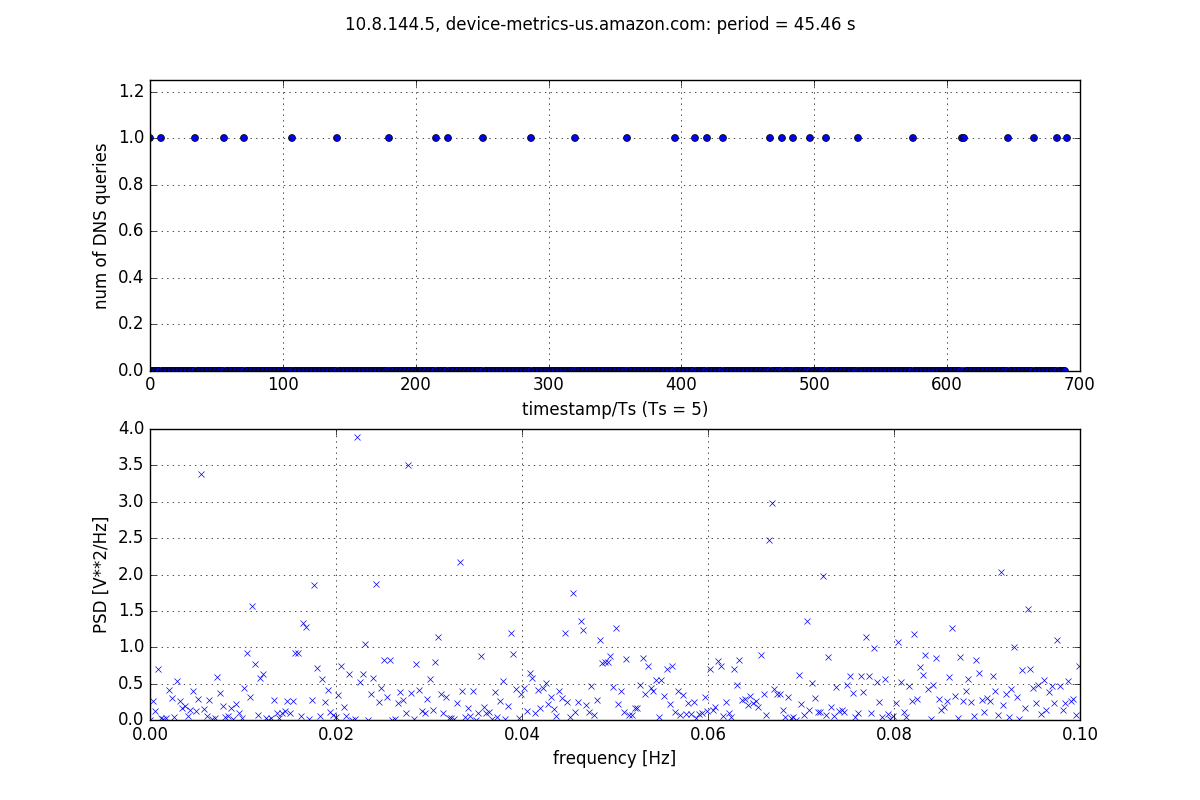 10.8.144.5, device-metrics-us.amazon.com: period = 45.46 s
num of DNS queries
1.2
1.0
0.8
0.6
0.4
0.2
0.0
0 100 200 300 400 500 600 700
timestamp/Ts (Ts = 5)
PSD [V**2/Hz]
4.0
3.5
3.0
2.5
2.0
1.5
1.0
0.5
0.0
0.00 0.02 0.04 0.06 0.08 0.10
frequency [Hz]